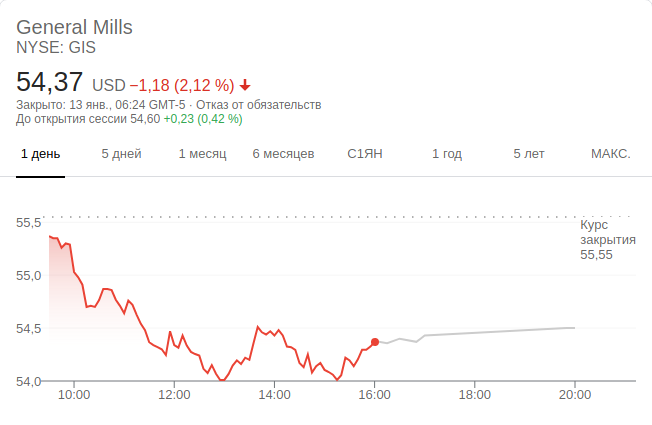 General Mills
NYSE: GIS
54,37 USD −1,18 (2,12 %)
Закрыто: 13 янв., 06:24 GMT-5 · Отказ от обязательств
До открытия сессии 54,60 +0,23 (0,42 %)
1 день 5 дней 1 месяц 6 месяцев С1ЯН 1 год 5 лет МАКС.
55,5
Курс
закрытия
55,55
55,0
54,5
54,0
10:00 12:00 14:00 16:00 18:00 20:00